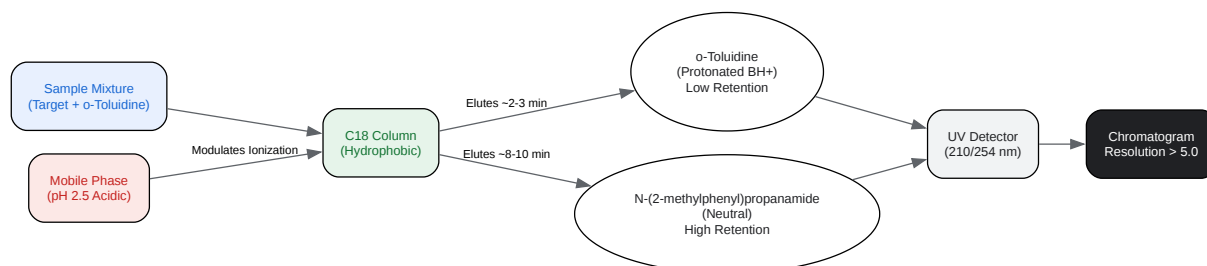 Sample Mixture
(Target + o-Toluidine)
Mobile Phase
(pH 2.5 Acidic)
Modulates Ionization
C18 Column
(Hydrophobic)
Elutes ~2-3 min
Elutes ~8-10 min
o-Toluidine
(Protonated BH+)
Low Retention
N-(2-methylphenyl)propanamide
(Neutral)
High Retention
UV Detector
(210/254 nm)
Chromatogram
Resolution > 5.0